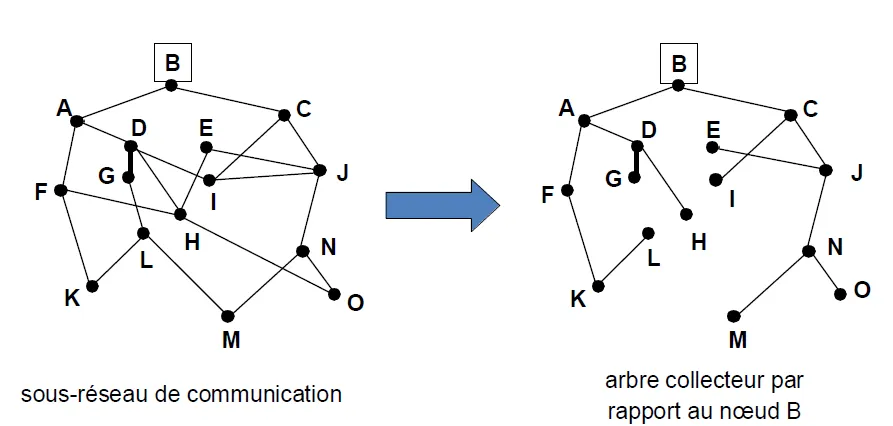 B
A
C
D
E
G
J
F
I
H
N
L
K
O
M
sous-réseau de communication
B
A
C
D
E
G
J
F
I
H
N
L
K
O
M
arbre collecteur par
rapport au nœud B